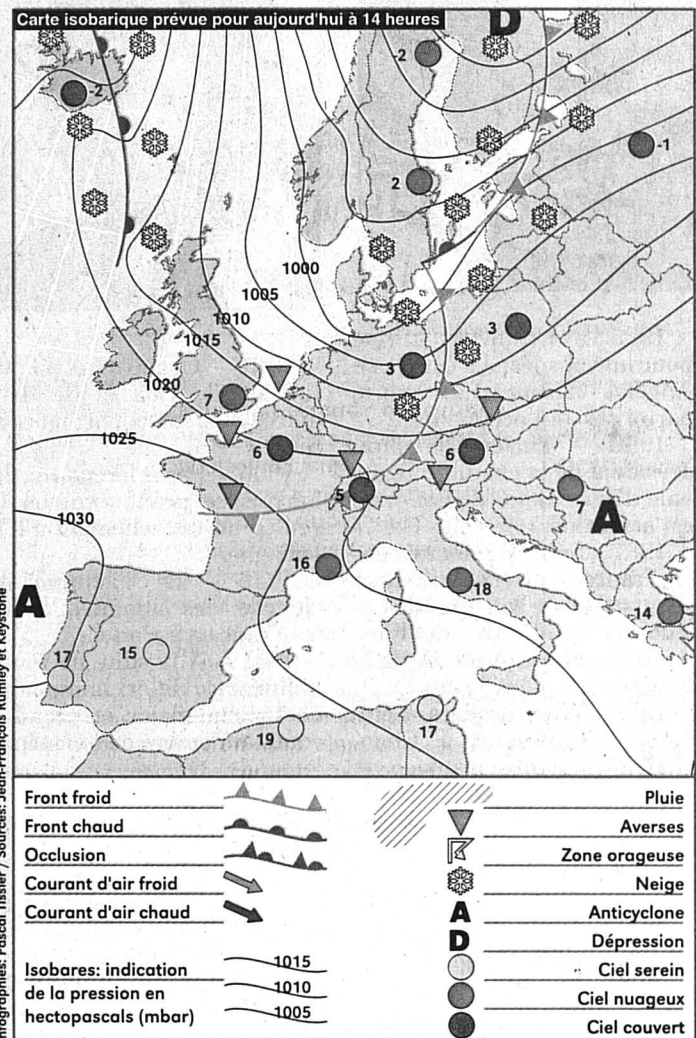 Carte isobarique prévue pour aujourd'hui à 14 heures
D
-2
-2
-1
2
1000
1005
1010
1015
3
3
1020
7
1025
6
6
5
7
A
1030
16
18
A
14
15
17
19
17
Infographies: Pascal Tissier / Sources: Jean-François Rumley et Keystone
Front froid
Front chaud
Occlusion
Courant d'air froid
Courant d'air chaud
Isobares: indication
de la pression en
hectopascals (mbar)
1015
1010
1005
Pluie
Averses
Zone orageuse
Neige
A Anticyclone
D Dépression
Ciel serein
Ciel nuageux
Ciel couvert